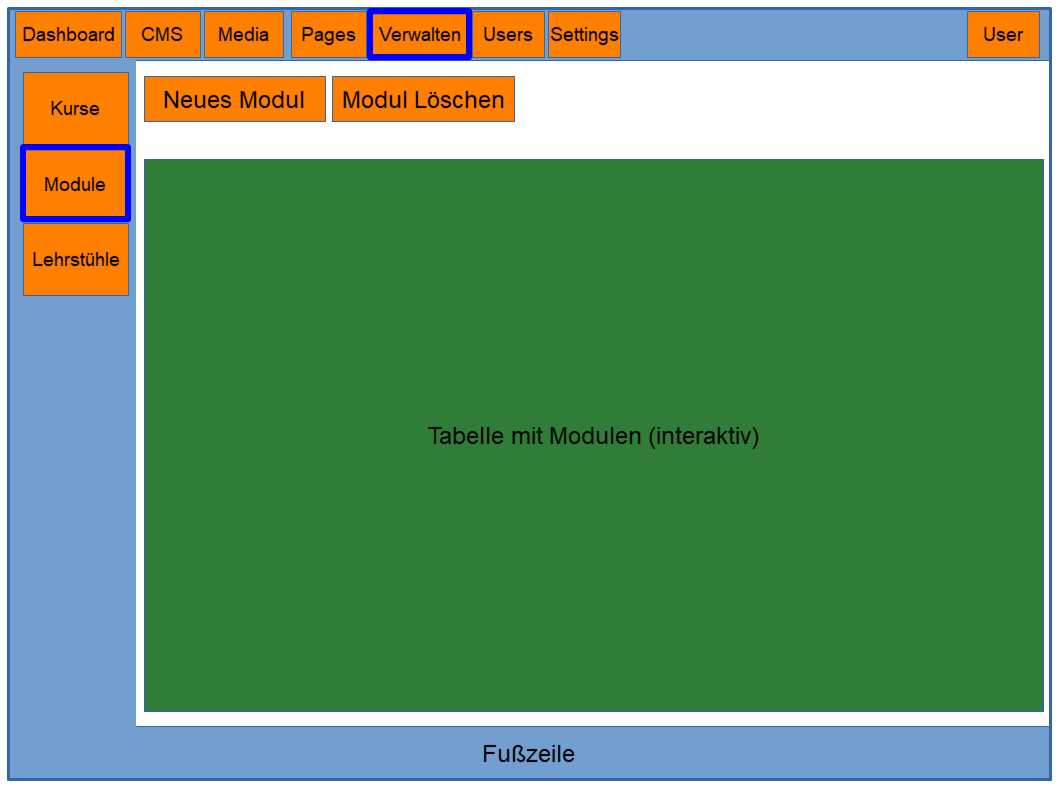 Dashboard
CMS
Media
Pages
Verwalten
Users
Settings
User
Kurse
Module
Lehrstühle
Neues Modul
Modul Löschen
Tabelle mit Modulen (interaktiv)
Fußzeile